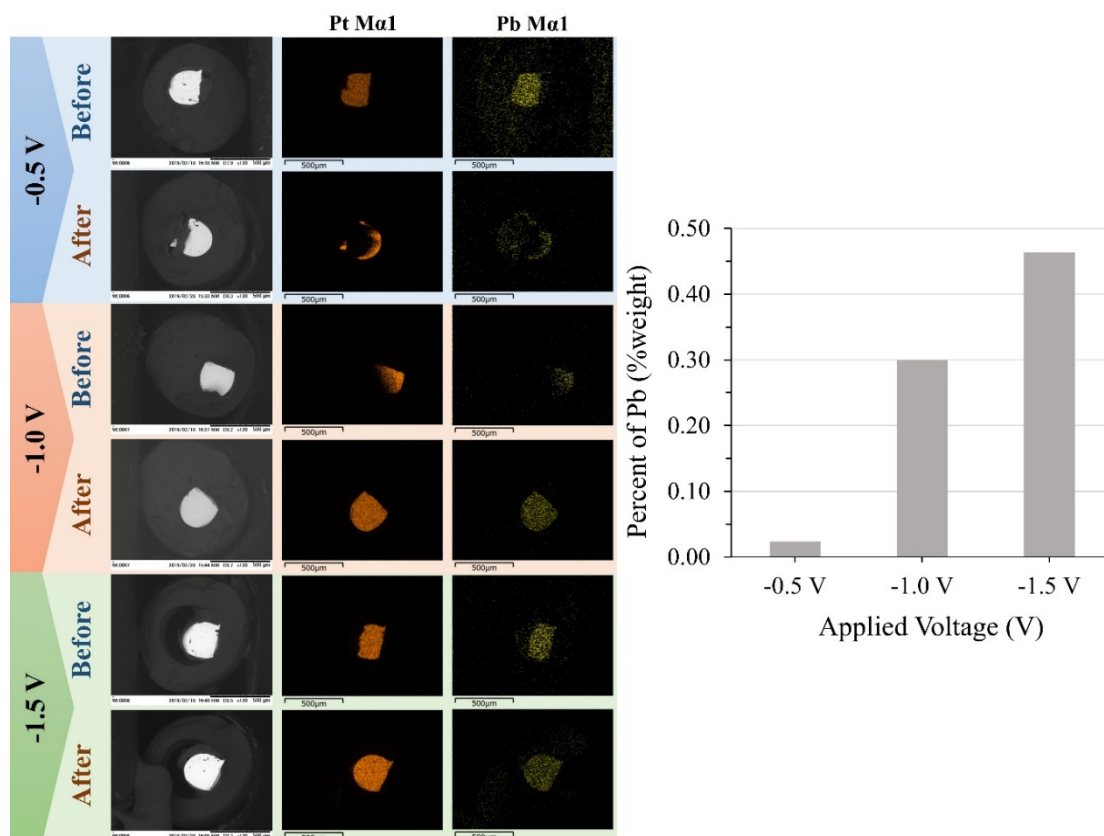 Pt Mα1 Pb Mα1
-0.5 V
Before
500µm 500µm
After
500µm 500µm
-1.0 V
Before
500µm 500µm
After
500µm 500µm
-1.5 V
Before
500µm 500µm
After
Percent of Pb (%weight)
0.50
0.40
0.30
0.20
0.10
0.00
-0.5 V -1.0 V -1.5 V
Applied Voltage (V)